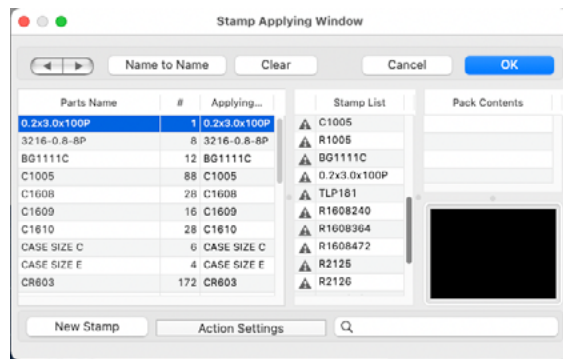 Stamp Applying Window
Name to Name Clear Cancel OK
Parts Name # Applying... Stamp List Pack Contents
0.2x3.0x100P 1 0.2x3.0x100P C1005
3216-0.8-8P 8 3216-0.8-8P R1005
BG1111C 12 BG1111C BG1111C
C1005 88 C1005 0.2x3.0x100P
C1608 28 C1608 TLP181
C1609 16 C1609 R1608240
C1610 28 C1610 R1608364
CASE SIZE C 6 CASE SIZE C R1608472
CASE SIZE E 4 CASE SIZE E R2125
CR603 172 CR603 R2126
New Stamp Action Settings